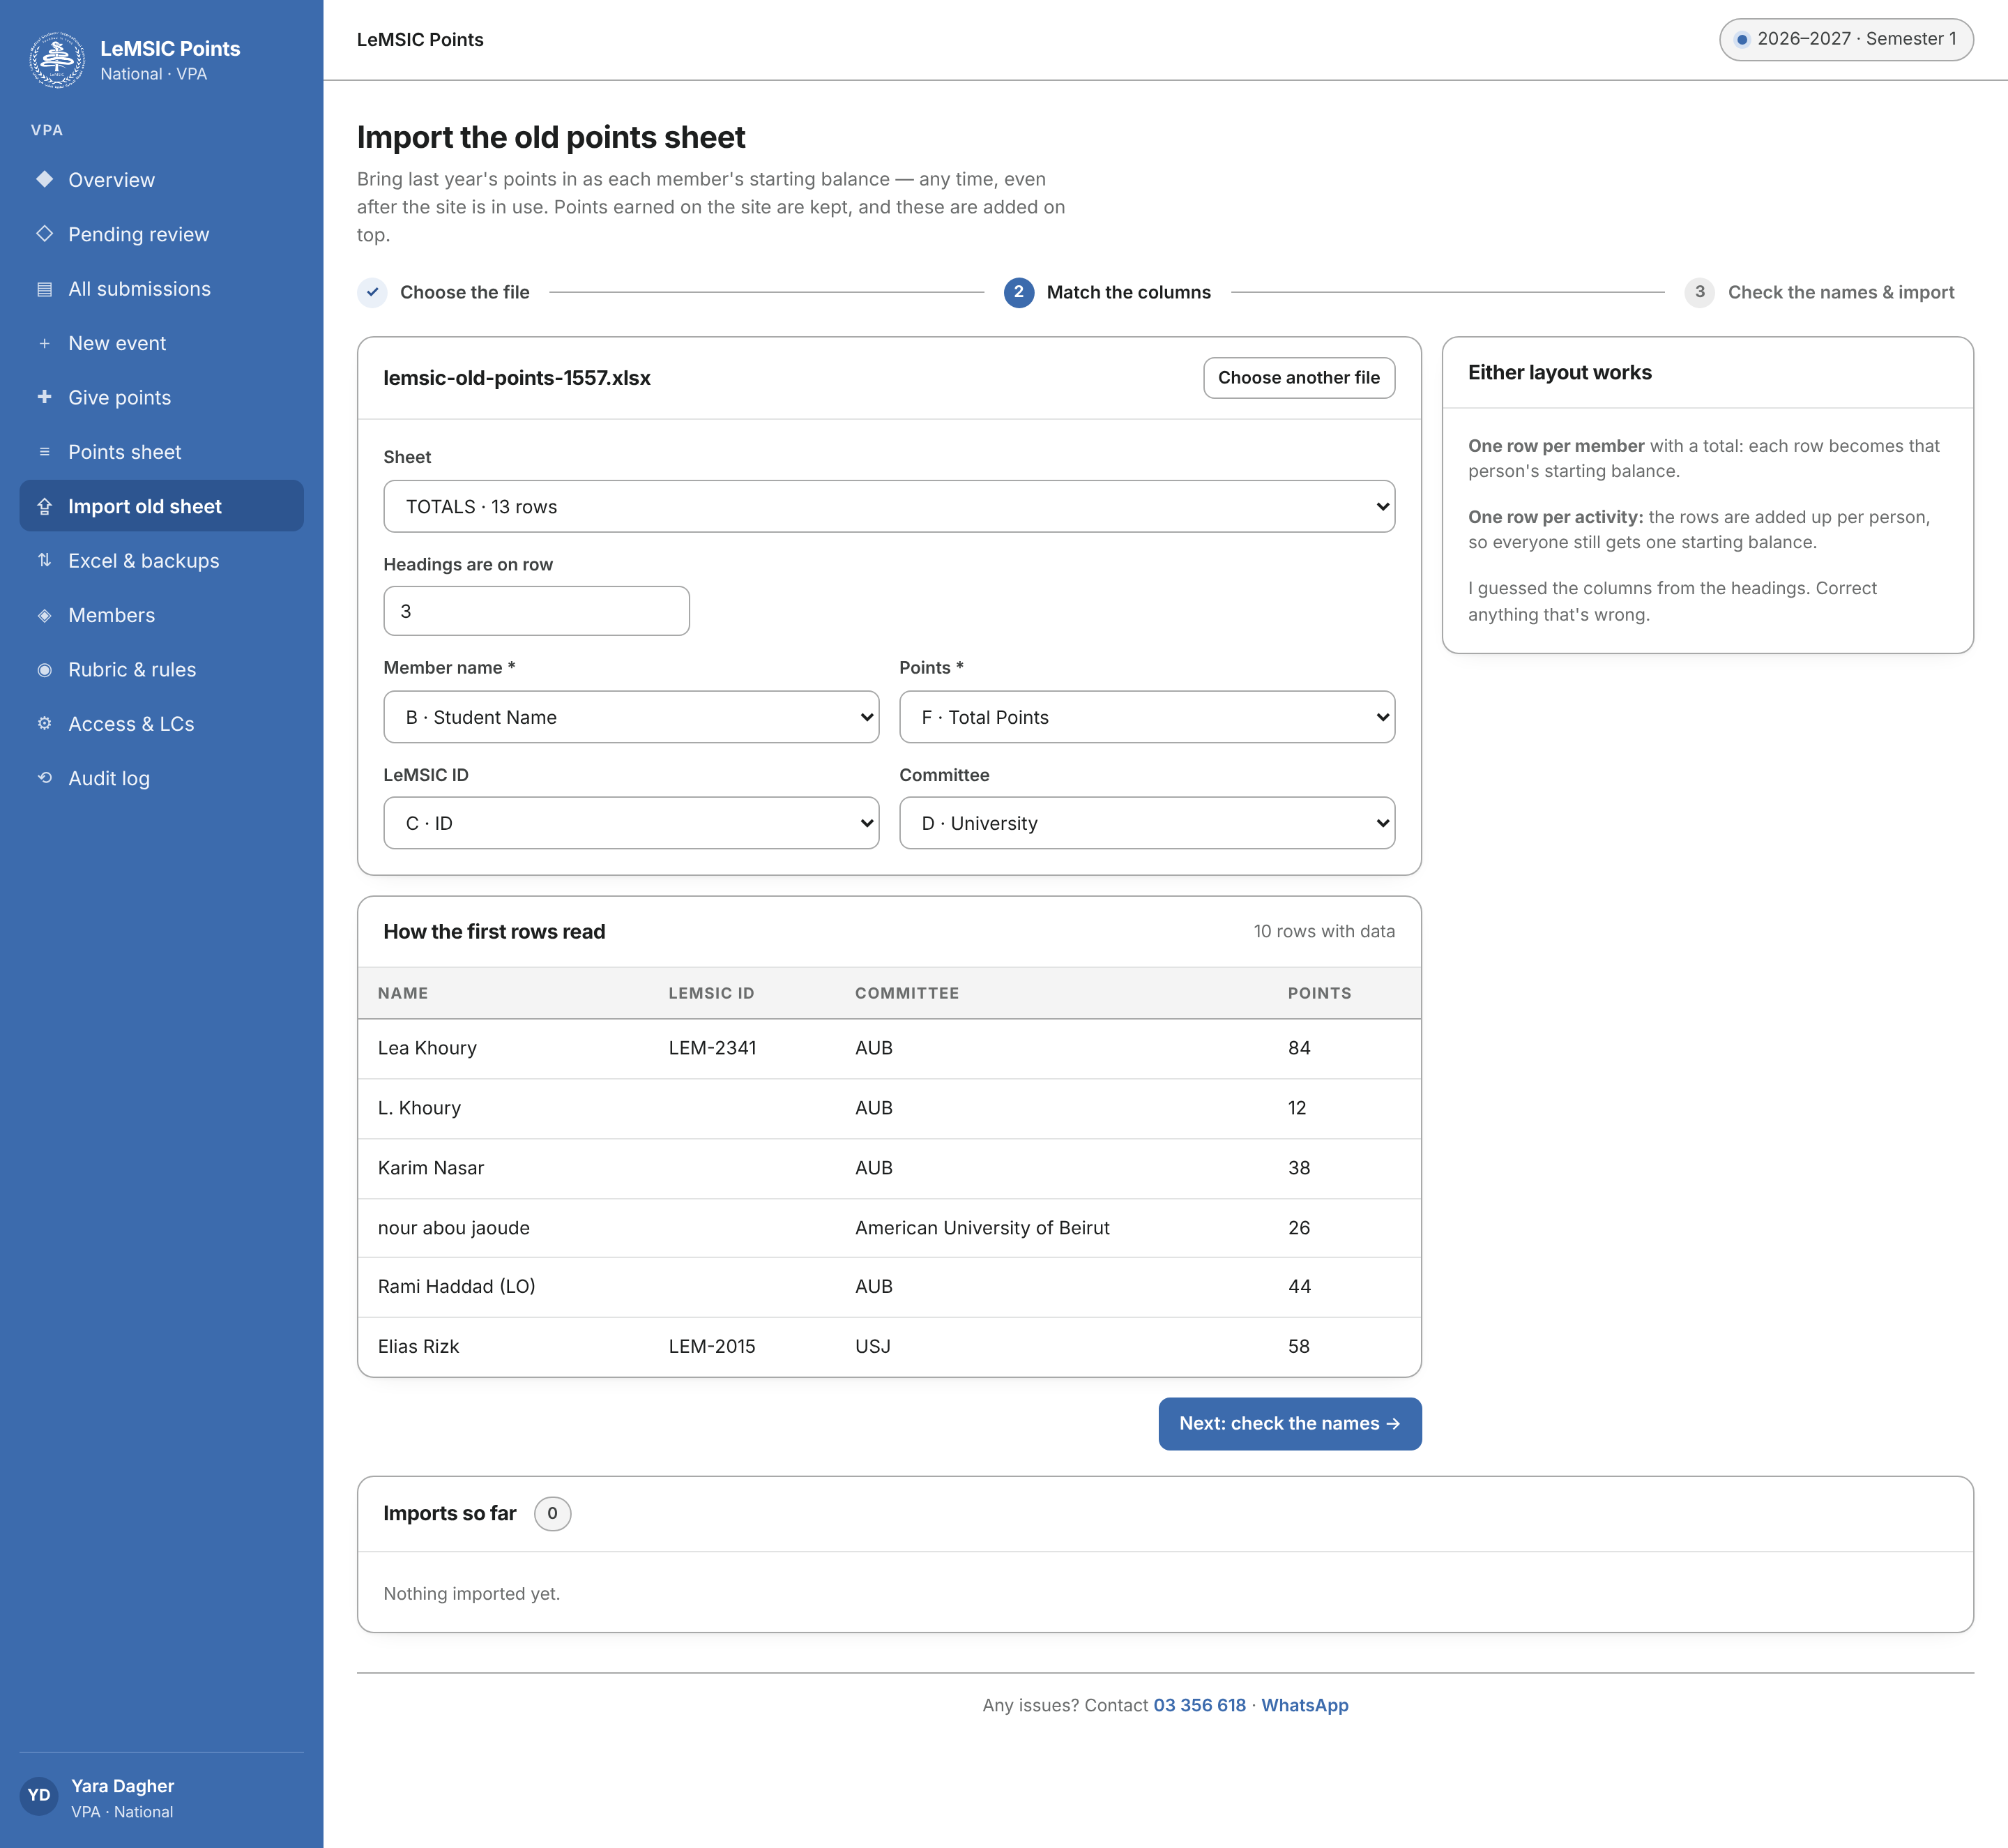 LeMSIC Points
National · VPA
VPA
Overview
Pending review
All submissions
New event
Give points
Points sheet
Import old sheet
Excel & backups
Members
Rubric & rules
Access & LCs
Audit log
YD
Yara Dagher
VPA · National
LeMSIC Points
2026–2027 · Semester 1
Import the old points sheet
Bring last year's points in as each member's starting balance — any time, even
after the site is in use. Points earned on the site are kept, and these are added on
top.
Choose the file
2 Match the columns
3 Check the names & import
lemsic-old-points-1557.xlsx
Choose another file
Sheet
TOTALS · 13 rows
Headings are on row
3
Member name *
Points *
B · Student Name
F · Total Points
LeMSIC ID
Committee
C · ID
D · University
Either layout works
One row per member with a total: each row becomes that
person's starting balance.
One row per activity: the rows are added up per person,
so everyone still gets one starting balance.
I guessed the columns from the headings. Correct
anything that's wrong.
How the first rows read
10 rows with data
NAME LEMSIC ID COMMITTEE POINTS
Lea Khoury LEM-2341 AUB 84
L. Khoury AUB 12
Karim Nasar AUB 38
nour abou jaoude American University of Beirut 26
Rami Haddad (LO) AUB 44
Elias Rizk LEM-2015 USJ 58
Next: check the names →
Imports so far 0
Nothing imported yet.
Any issues? Contact 03 356 618 · WhatsApp